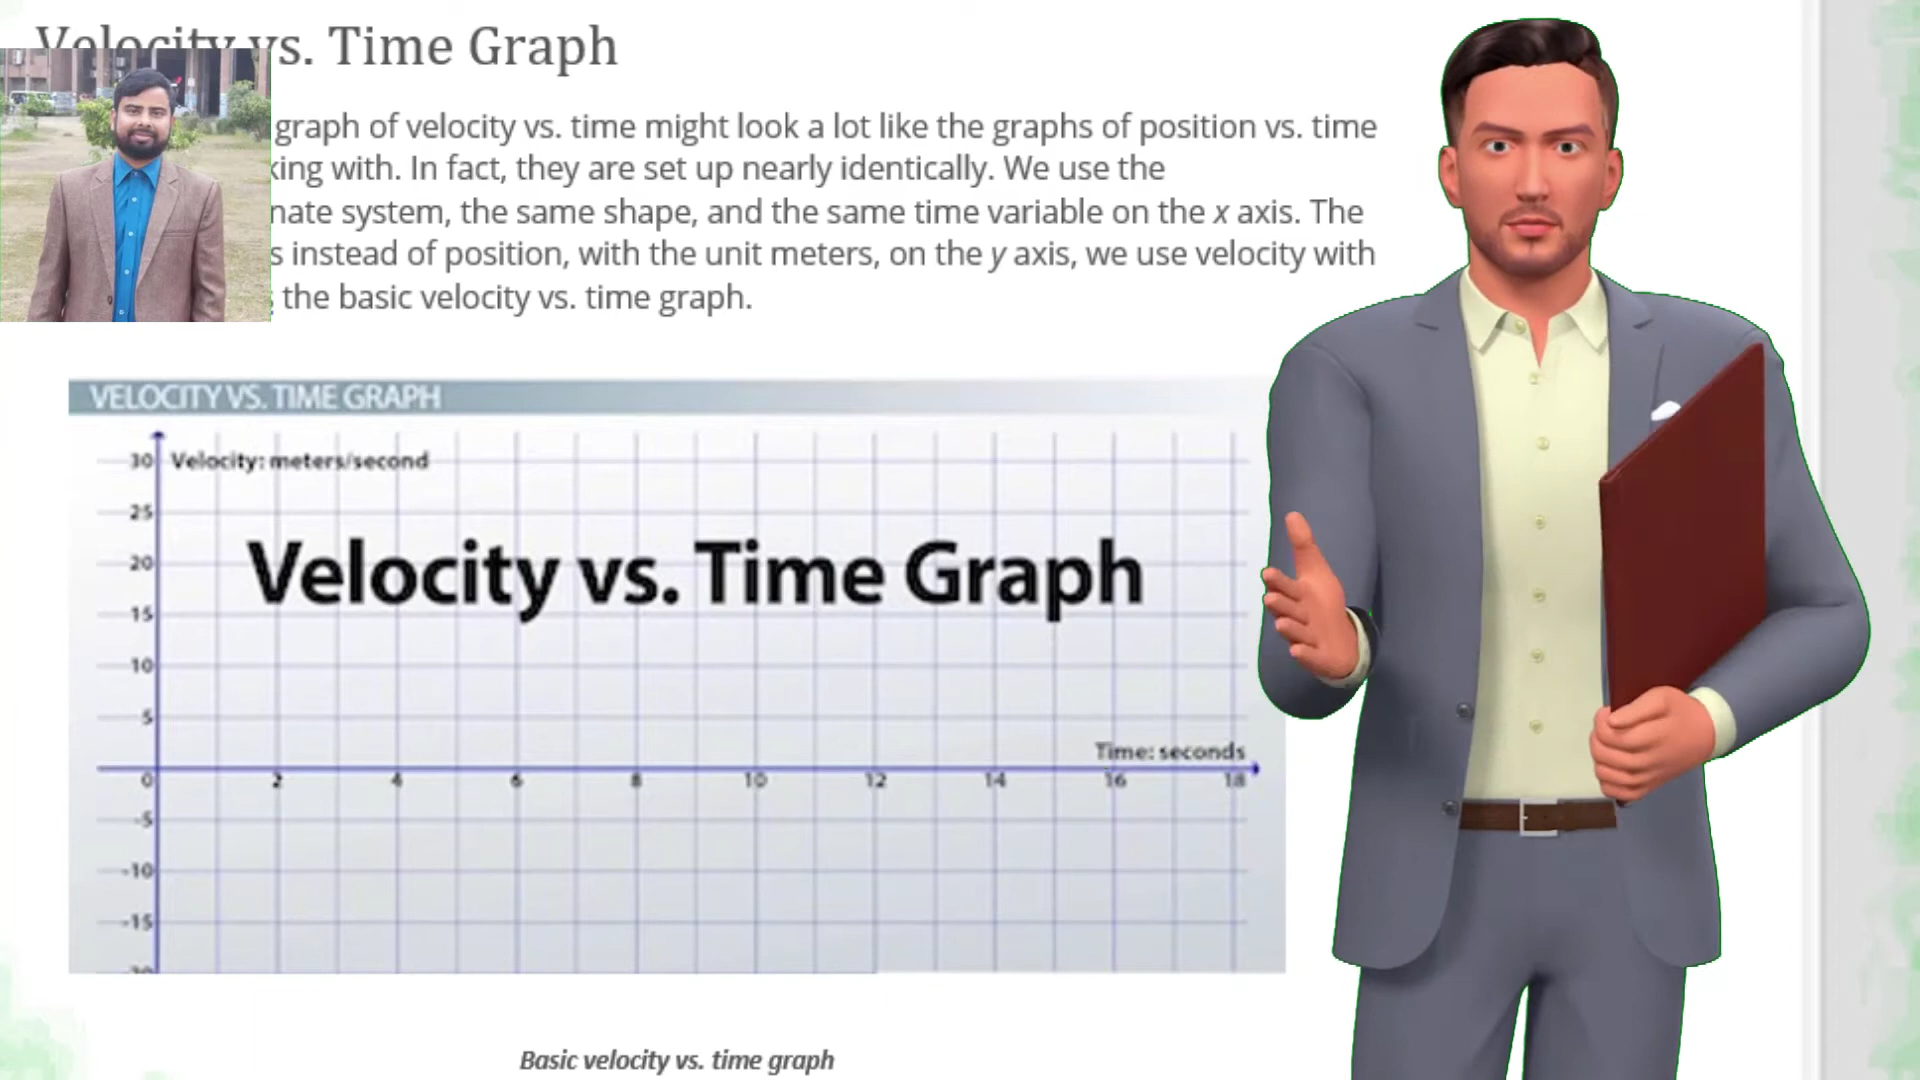 Velocity vs. Time Graph
graph of velocity vs. time might look a lot like the graphs of position vs. time
king with. In fact, they are set up nearly identically. We use the
nate system, the same shape, and the same time variable on the x axis. The
s instead of position, with the unit meters, on the y axis, we use velocity with
the basic velocity vs. time graph.
VELOCITY VS. TIME GRAPH
30 Velocity: meters/second
25
20
Velocity vs. Time Graph
15
10
5
Time: seconds
0 2 4 6 8 10 12 14 16 18
-5
-10
-15
Basic velocity vs. time graph